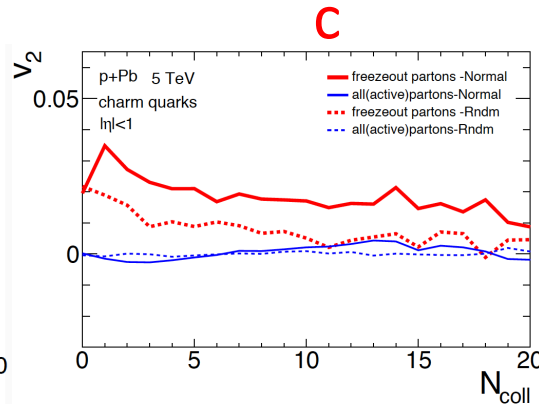 C
v2
p+Pb 5 TeV
charm quarks
|η|<1
freezeout partons -Normal
all(active)partons-Normal
freezeout partons -Rndm
all(active)partons-Rndm
0.05
0
0
0 5 10 15 20
Ncoll